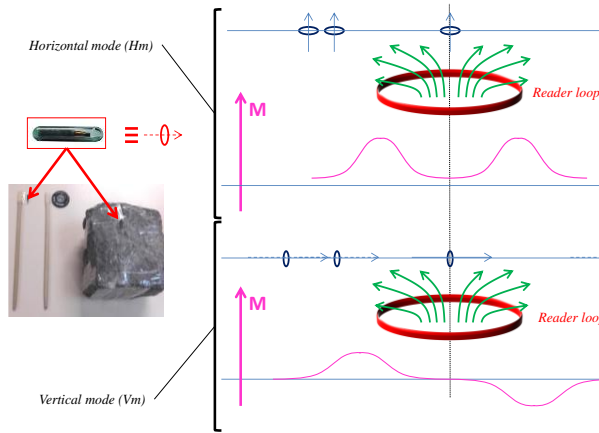 Horizontal mode (Hm)
M
Reader loop
M
Reader loop
Vertical mode (Vm)